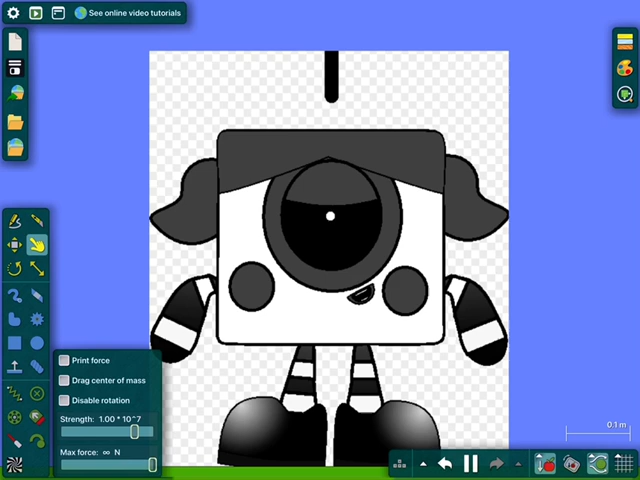 See online video tutorials
Print force
Drag center of mass
Disable rotation
Strength: 1.00 * 10^7
Max force: ∞ N
0.1 m